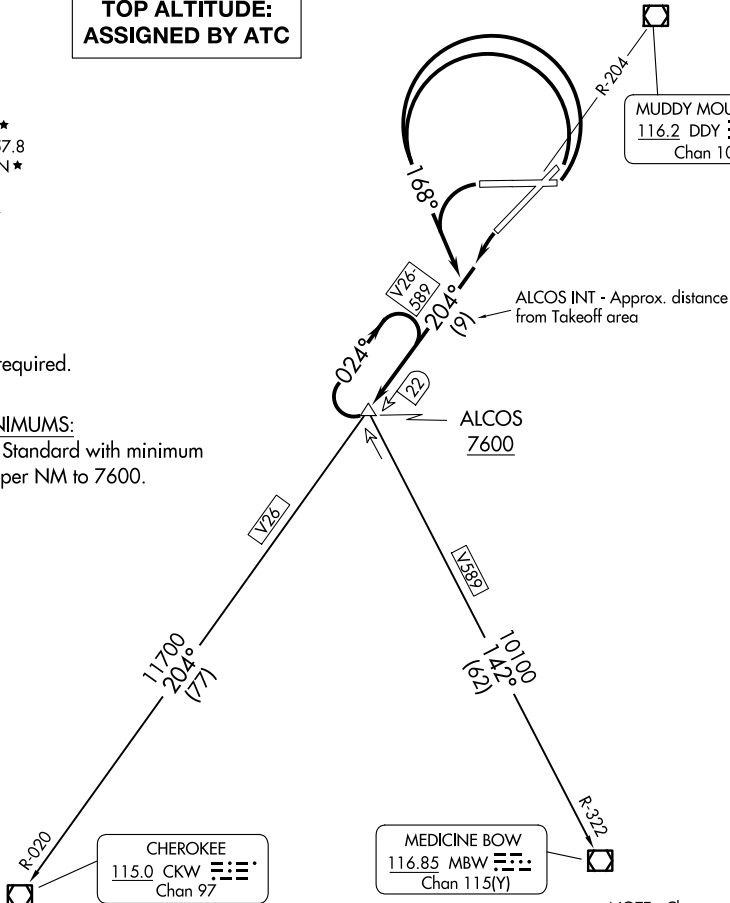 TOP ALTITUDE:
ASSIGNED BY ATC
R-204
MUDDY
116.2 DDY
Chan
7.8
N
168°
V26-
589
204°
(9)
ALCOS INT - Approx. distance
from Takeoff area
024°
22
required.
ALCOS
7600
NIMUMS:
Standard with minimum
per NM to 7600.
V26
V589
11700
204°
(77)
10100
142°
(62)
R-020
R-322
CHEROKEE
115.0 CKW
Chan 97
MEDICINE BOW
116.85 MBW
Chan 115(Y)